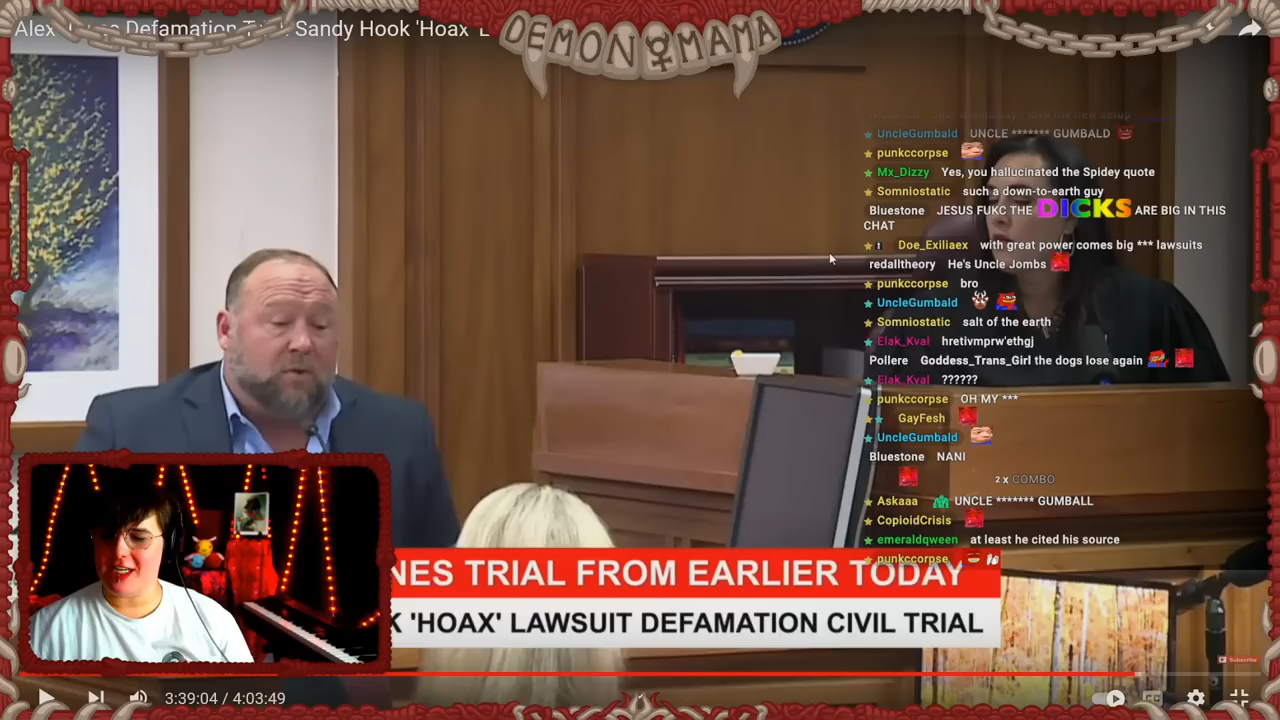 DEMON MAMA
Defamation
Sandy Hook 'Hoax'
UncleGumbald UNCLE ******* GUMBALD
punkccorpse
Mx_Dizzy Yes, you hallucinated the Spidey quote
Somniostatic such a down-to-earth guy
Bluestone JESUS FUKC THE DICKS ARE BIG IN THIS
CHAT
Doe_Exiliaex with great power comes big *** lawsuits
redalltheory He's Uncle Jombs
punkccorpse bro
UncleGumbald
Somniostatic salt of the earth
Elak_Kval hretivmprw'ethgj
Pollere Goddess_Trans_Girl the dogs lose again
Elak_Kval ??????
punkccorpse OH MY ***
GayFesh
UncleGumbald
Bluestone NANI
2 x COMBO
Askaaa UNCLE ******* GUMBALL
CopioidCrisis
emeraldqween at least he cited his source
punkccorpse
NES TRIAL FROM EARLIER TODAY
K 'HOAX' LAWSUIT DEFAMATION CIVIL TRIAL
Subscribe
3:39:04 / 4:03:49